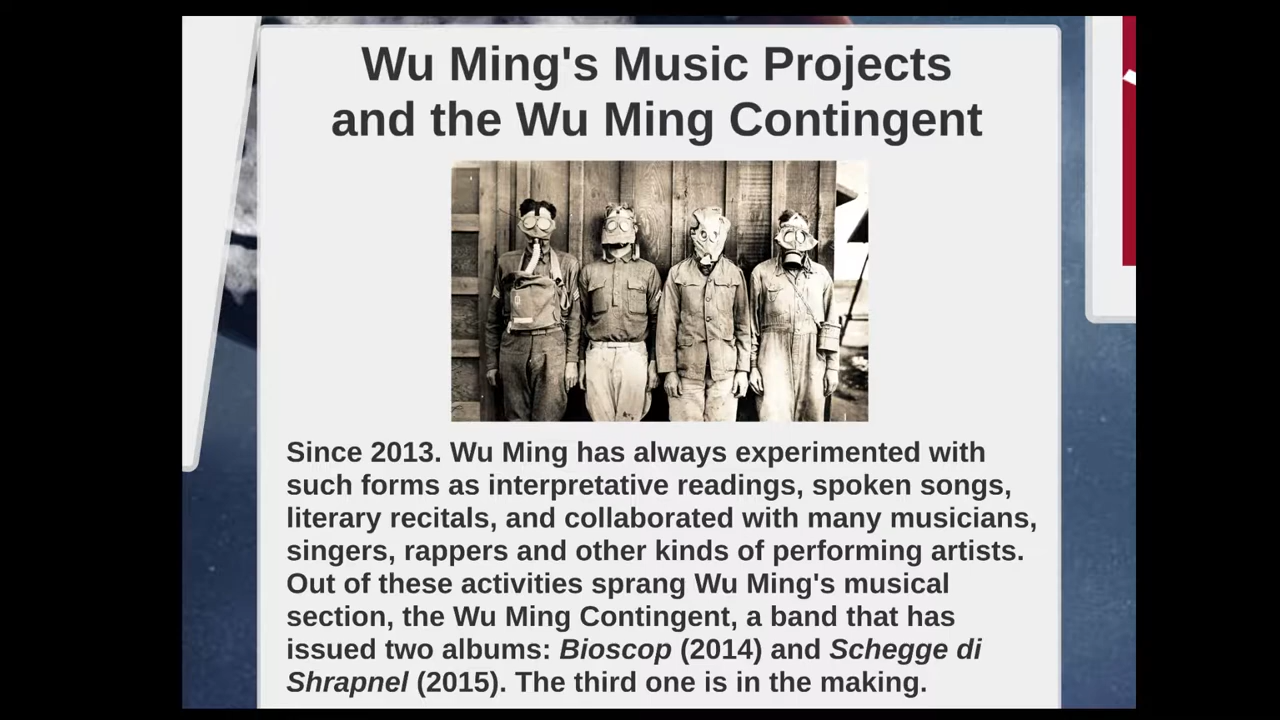 Wu Ming's Music Projects
and the Wu Ming Contingent
Since 2013. Wu Ming has always experimented with
such forms as interpretative readings, spoken songs,
literary recitals, and collaborated with many musicians,
singers, rappers and other kinds of performing artists.
Out of these activities sprang Wu Ming's musical
section, the Wu Ming Contingent, a band that has
issued two albums: Bioscop (2014) and Schegge di
Shrapnel (2015). The third one is in the making.